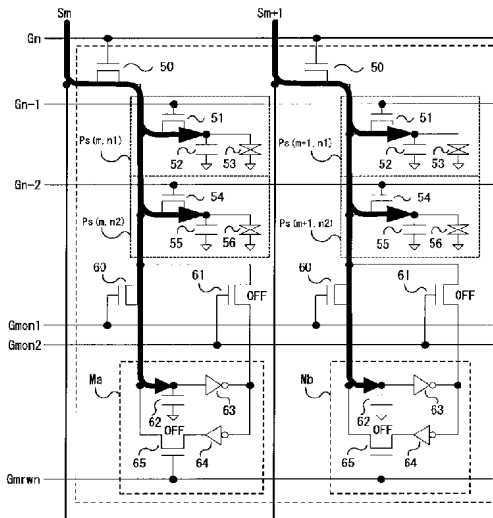 Sm Sm+1
Gn 50 50
Gn-1 51 51
Ps(m,n1) 52 53 Ps(m+1,n1) 52 53
Gn-2 54 54
Ps(m,n2) 55 56 Ps(m+1,n2) 55 56
60 61 OFF 60 61 OFF
Gmon1
Gmon2
Ma Mb
62 63 62 63
OFF OFF
65 64 65 64
Gmrwn